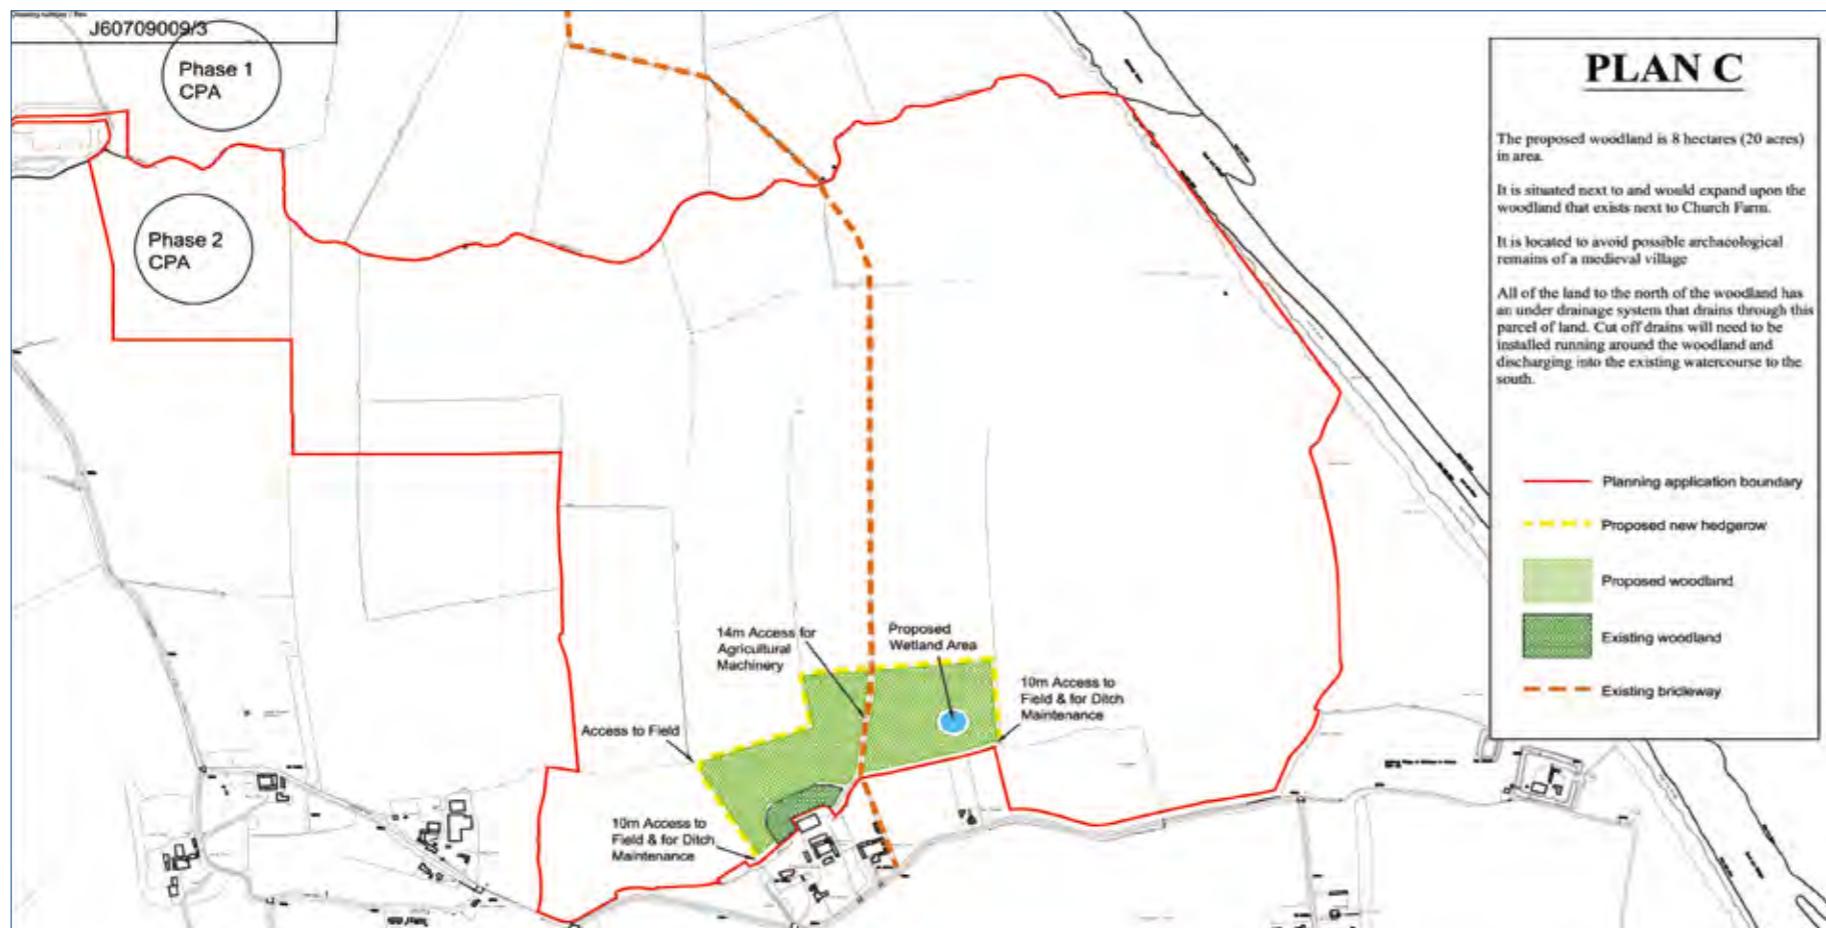 J60709009/3
Phase 1
CPA
Phase 2
CPA
PLAN C
The proposed woodland is 8 hectares (20 acres)
in area.
It is situated next to and would expand upon the
woodland that exists next to Church Farm.
It is located to avoid possible archaeological
remains of a medieval village
All of the land to the north of the woodland has
an under drainage system that drains through this
parcel of land. Cut off drains will need to be
installed running around the woodland and
discharging into the existing watercourse to the
south.
Planning application boundary
Proposed new hedgerow
Proposed woodland
Existing woodland
Existing bridleway
14m Access for
Agricultural
Machinery
Proposed
Wetland Area
10m Access to
Field & for Ditch
Maintenance
Access to Field
10m Access to
Field & for Ditch
Maintenance